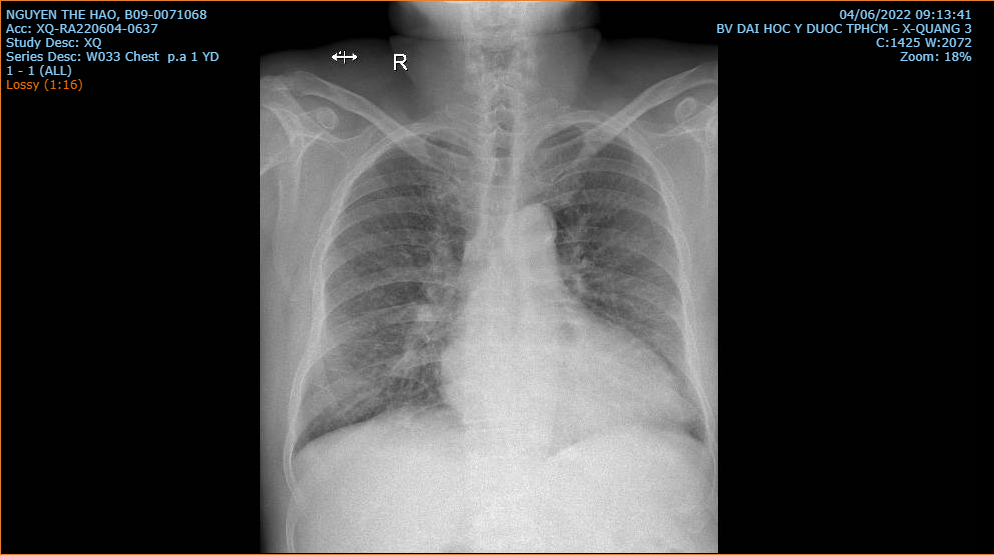 NGUYEN THE HAO, B09-0071068
Acc: XQ-RA220604-0637
Study Desc: XQ
Series Desc: W033 Chest  p.a 1 YD
1 - 1 (ALL)
Lossy (1:16)
04/06/2022 09:13:41
BV DAI HOC Y DUOC TPHCM - X-QUANG 3
C:1425 W:2072
Zoom: 18%
R